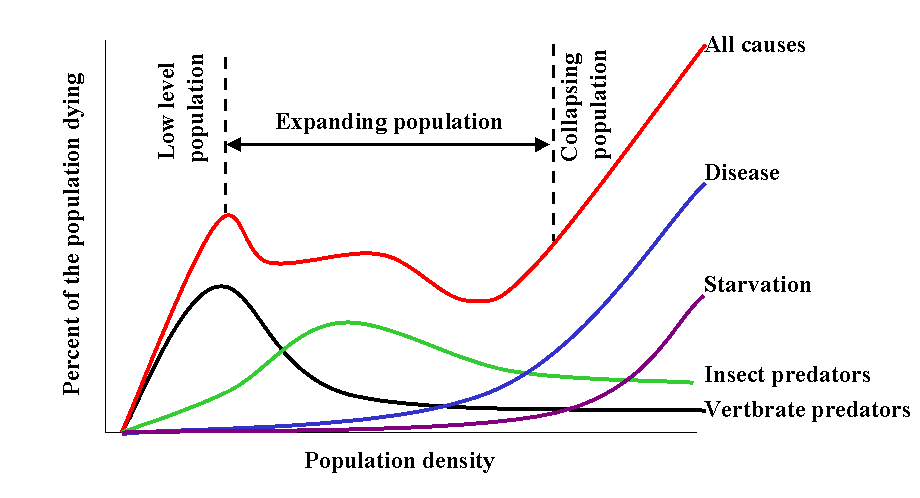 All causes
Low level
population
Collapsing
population
Expanding population
Disease
Starvation
Insect predators
Vertbrate predators
Percent of the population dying
Population density